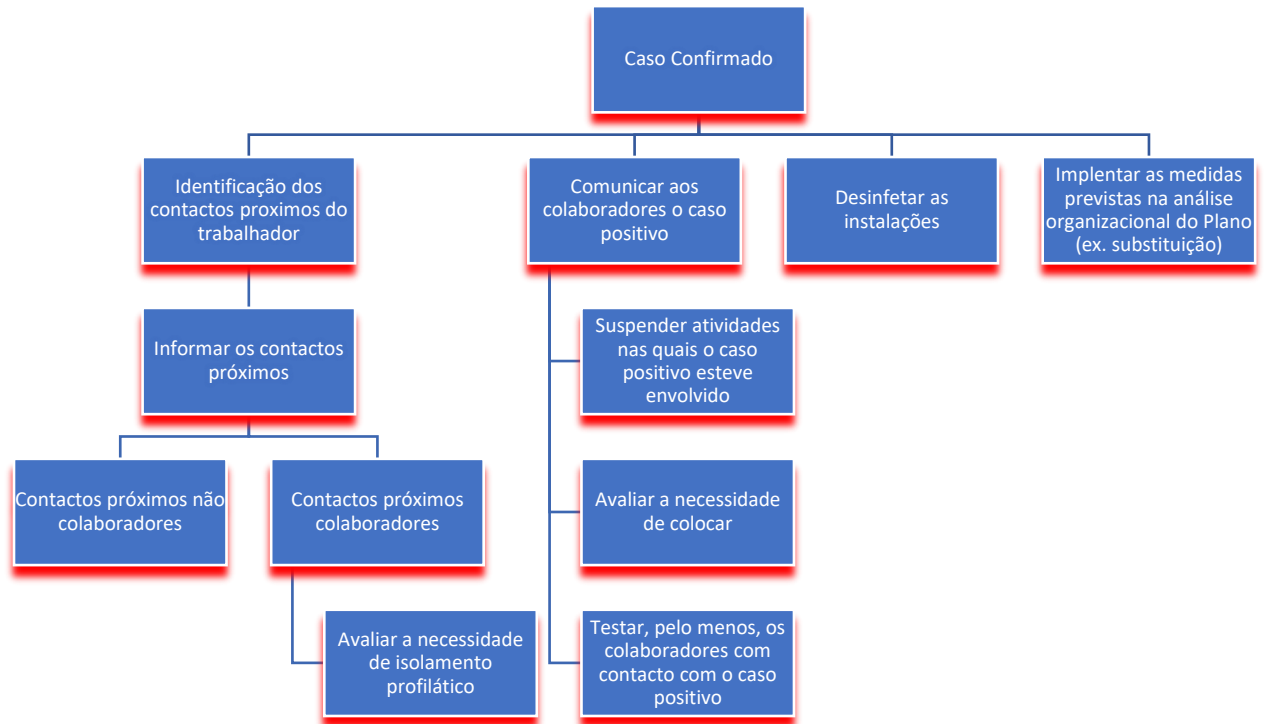 Caso Confirmado
Identificação dos
contactos proximos do
trabalhador
Comunicar aos
colaboradores o caso
positivo
Desinfetar as
instalações
Implentar as medidas
previstas na análise
organizacional do Plano
(ex. substituição)
Informar os contactos
próximos
Suspender atividades
nas quais o caso
positivo esteve
envolvido
Contactos próximos não
colaboradores
Contactos próximos
colaboradores
Avaliar a necessidade
de colocar
Avaliar a necessidade
de isolamento
profilático
Testar, pelo menos, os
colaboradores com
contacto com o caso
positivo